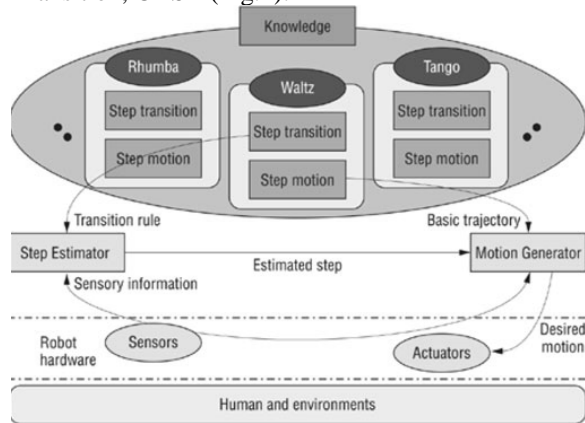 Knowledge
Rhumba
Waltz
Tango
Step transition
Step motion
Step transition
Step motion
Step transition
Step motion
Transition rule
Basic trajectory
Step Estimator
Estimated step
Motion Generator
Sensory information
Robot
hardware
Sensors
Actuators
Desired
motion
Human and environments